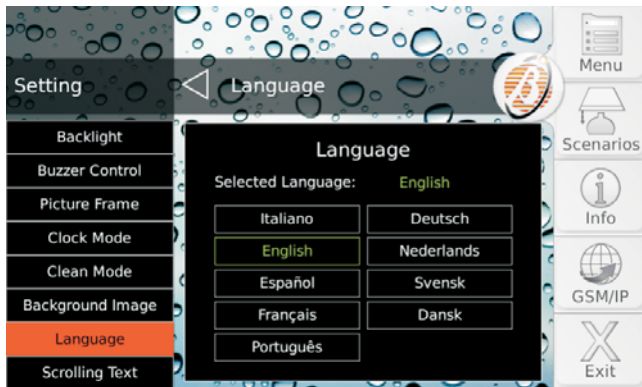 Setting
Language
Backlight
Buzzer Control
Picture Frame
Clock Mode
Clean Mode
Background Image
Language
Scrolling Text
Language
Selected Language: English
Italiano
Deutsch
English
Nederlands
Español
Svensk
Français
Dansk
Português
Menu
Scenarios
Info
GSM/IP
Exit